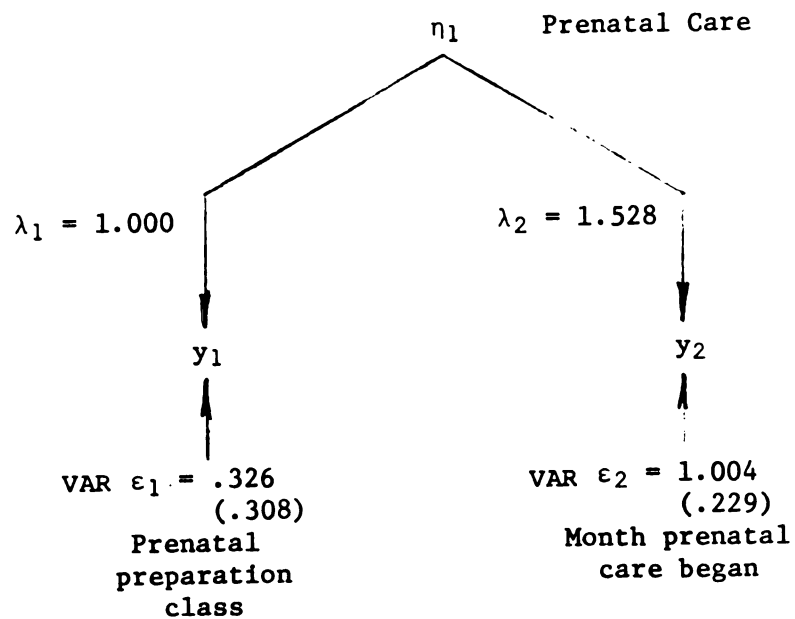 η1 Prenatal Care
λ1 = 1.000
λ2 = 1.528
y1
y2
VAR ε1 = .326
(.308)
Prenatal
preparation
class
VAR ε2 = 1.004
(.229)
Month prenatal
care began